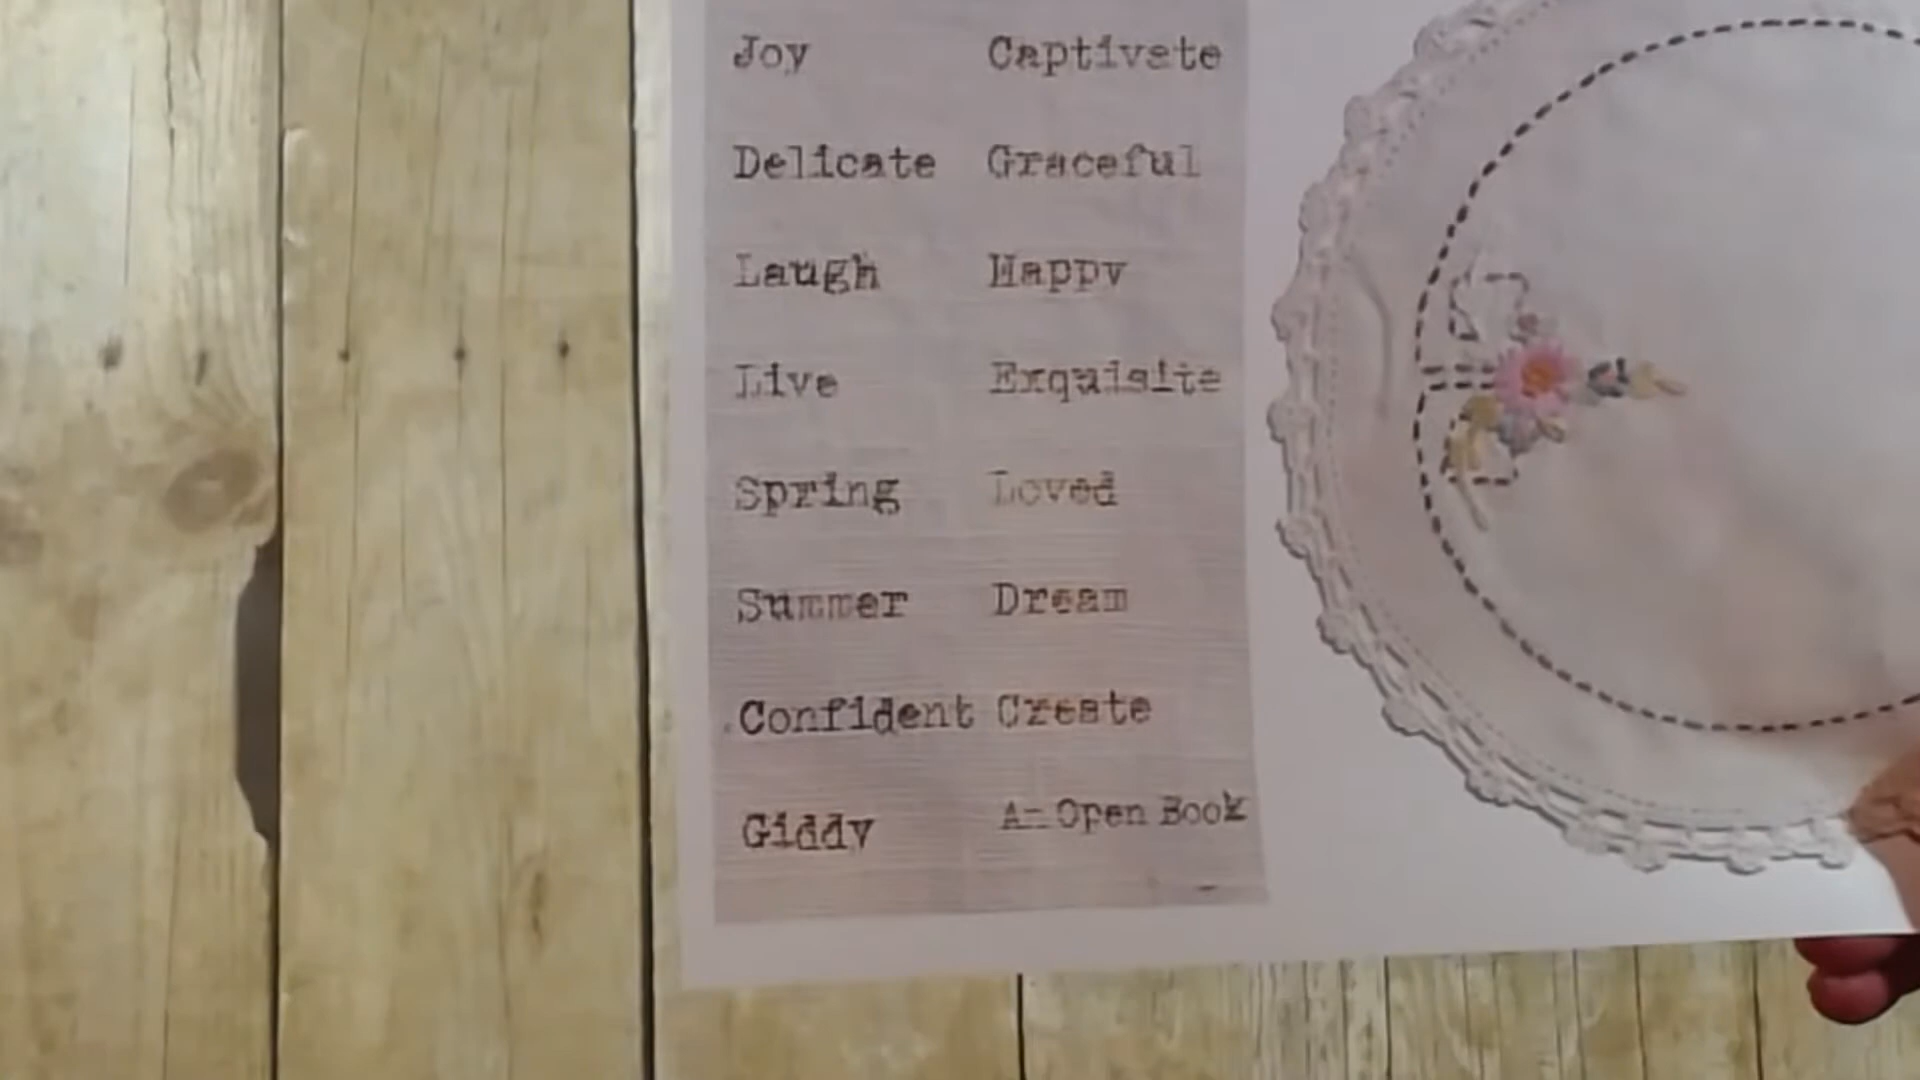 Joy Captivate
Delicate Graceful
Laugh Happy
Live Exquisite
Spring Loved
Summer Dream
Confident Create
Giddy An Open Book